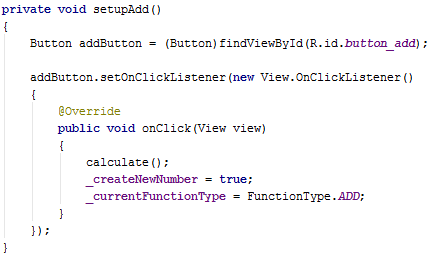 private void setupAdd()
{
    Button addButton = (Button)findViewById(R.id.button_add);

    addButton.setOnClickListener(new View.OnClickListener()
    {
        @Override
        public void onClick(View view)
        {
            calculate();
            _createNewNumber = true;
            _currentFunctionType = FunctionType.ADD;
        }
    });
}